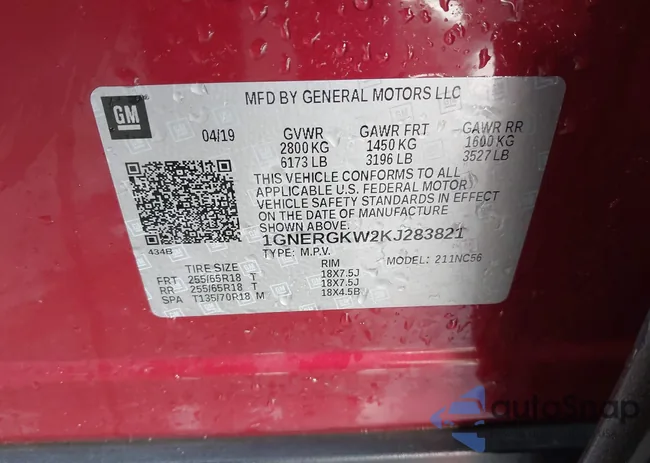 MFD BY GENERAL MOTORS LLC
GM
04/19 GVWR GAWR FRT GAWR RR
2800 KG 1450 KG 1600 KG
6173 LB 3196 LB 3527 LB
THIS VEHICLE CONFORMS TO ALL
APPLICABLE U.S. FEDERAL MOTOR
VEHICLE SAFETY STANDARDS IN EFFECT
ON THE DATE OF MANUFACTURE
SHOWN ABOVE.
1GNERGKW2KJ283821
434B TYPE: M.P.V. MODEL: 211NC56
TIRE SIZE RIM
FRT 255/65R18 T 18X7.5J
RR 255/65R18 T 18X7.5J
SPA T135/70R18 M 18X4.5B
autoSnap